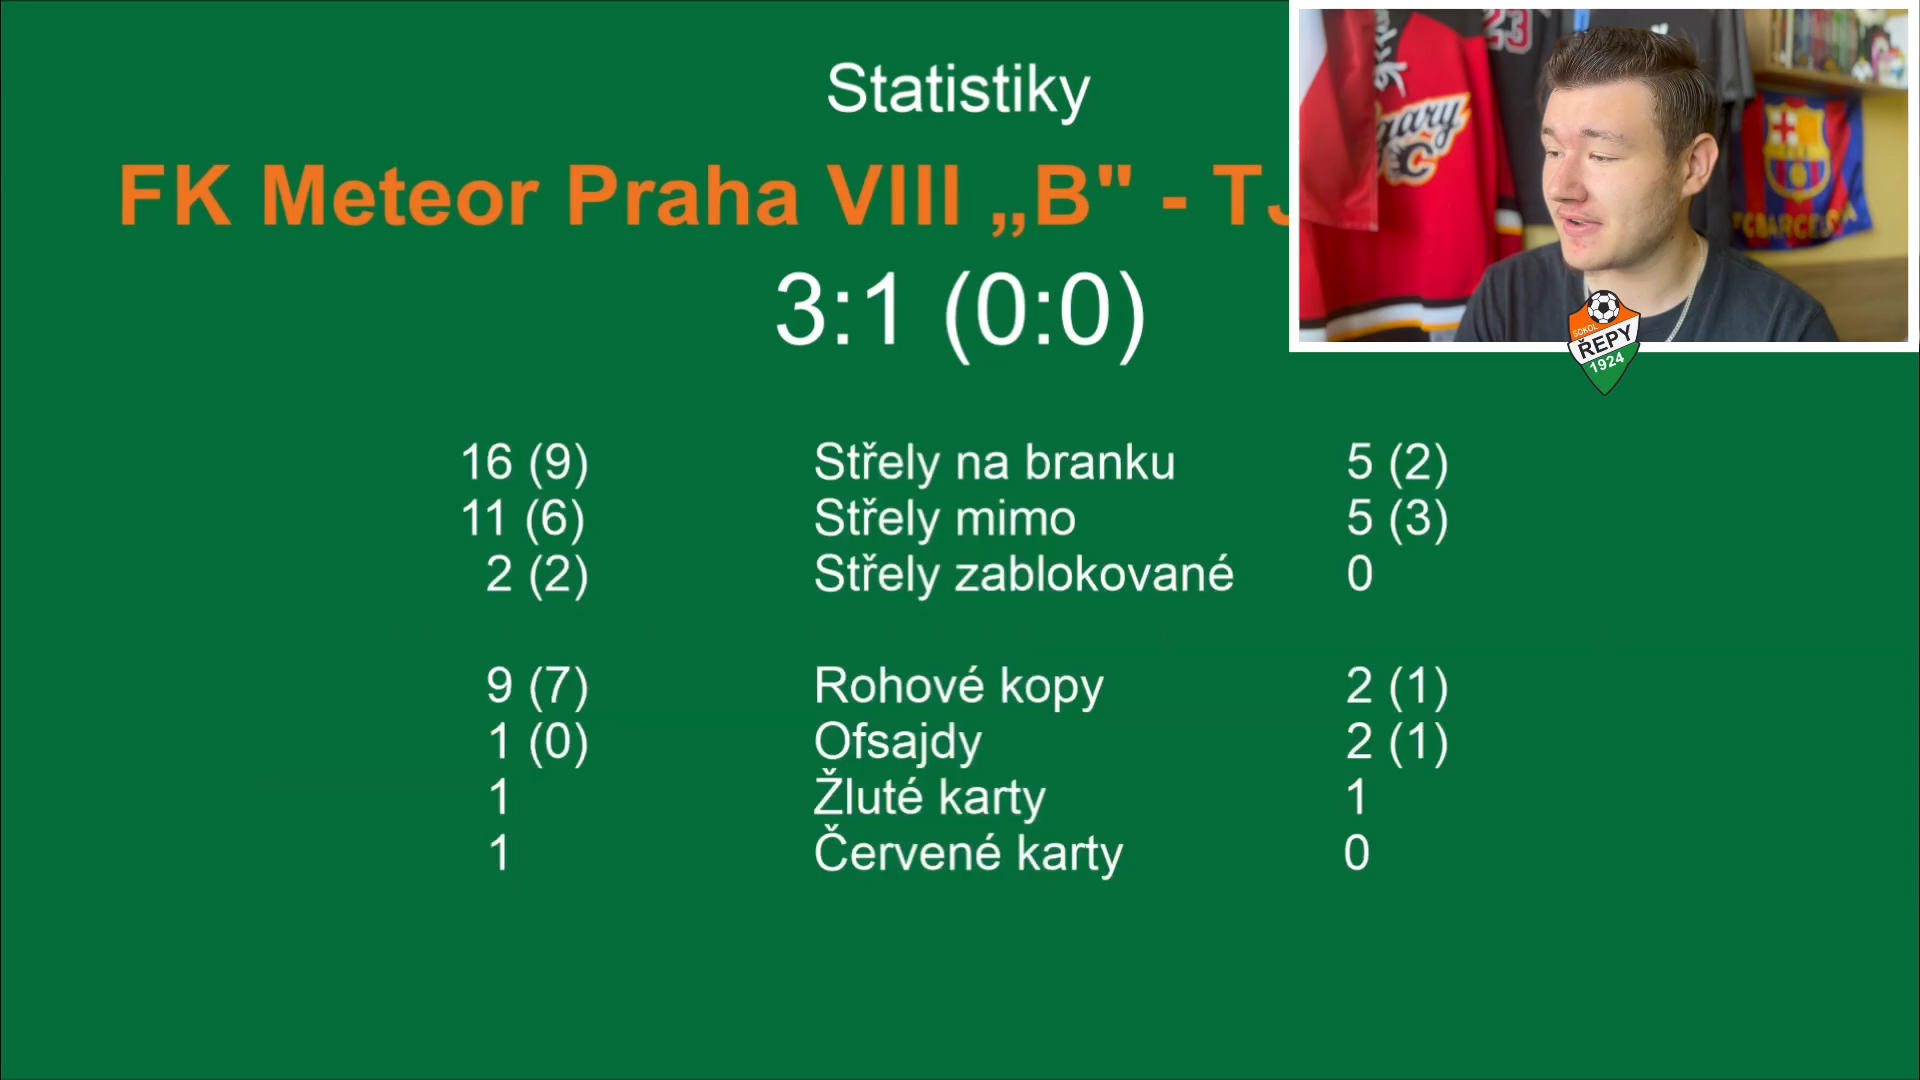 Statistiky
FK Meteor Praha VIII „B" - TJ
3:1 (0:0)
16 (9) Střely na branku 5 (2)
11 (6) Střely mimo 5 (3)
2 (2) Střely zablokované 0
9 (7) Rohové kopy 2 (1)
1 (0) Ofsajdy 2 (1)
1 Žluté karty 1
1 Červené karty 0
23
SOKOL
ŘEPY
1924